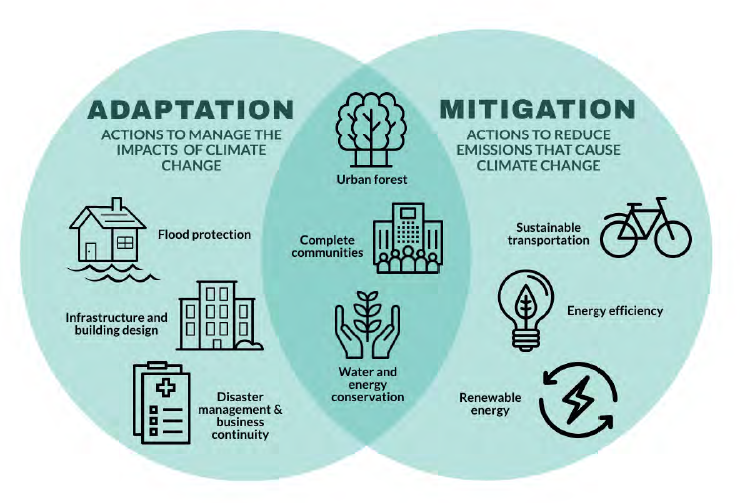 ADAPTATION
ACTIONS TO MANAGE THE
IMPACTS OF CLIMATE
CHANGE
Flood protection
Infrastructure and
building design
Disaster
management &
business
continuity
Urban forest
Complete
communities
Water and
energy
conservation
MITIGATION
ACTIONS TO REDUCE
EMISSIONS THAT CAUSE
CLIMATE CHANGE
Sustainable
transportation
Energy efficiency
Renewable
energy